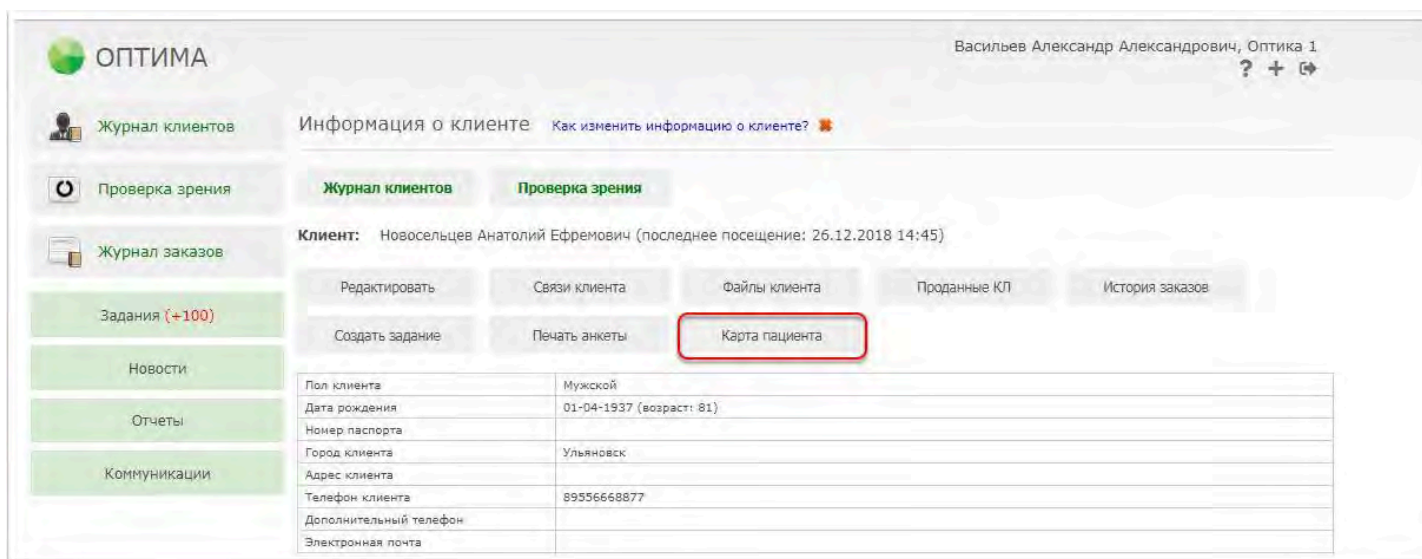 ОПТИМА
Васильев Александр Александрович, Оптика 1
? +
Журнал клиентов
Проверка зрения
Журнал заказов
Задания (+100)
Новости
Отчеты
Коммуникации
Информация о клиенте Как изменить информацию о клиенте?
Журнал клиентов Проверка зрения
Клиент: Новосельцев Анатолий Ефремович (последнее посещение: 26.12.2018 14:45)
Редактировать Связи клиента Файлы клиента Проданные КЛ История заказов
Создать задание Печать анкеты Карта пациента
Пол клиента Мужской
Дата рождения 01-04-1937 (возраст: 81)
Номер паспорта
Город клиента Ульяновск
Адрес клиента
Телефон клиента 89556668877
Дополнительный телефон
Электронная почта